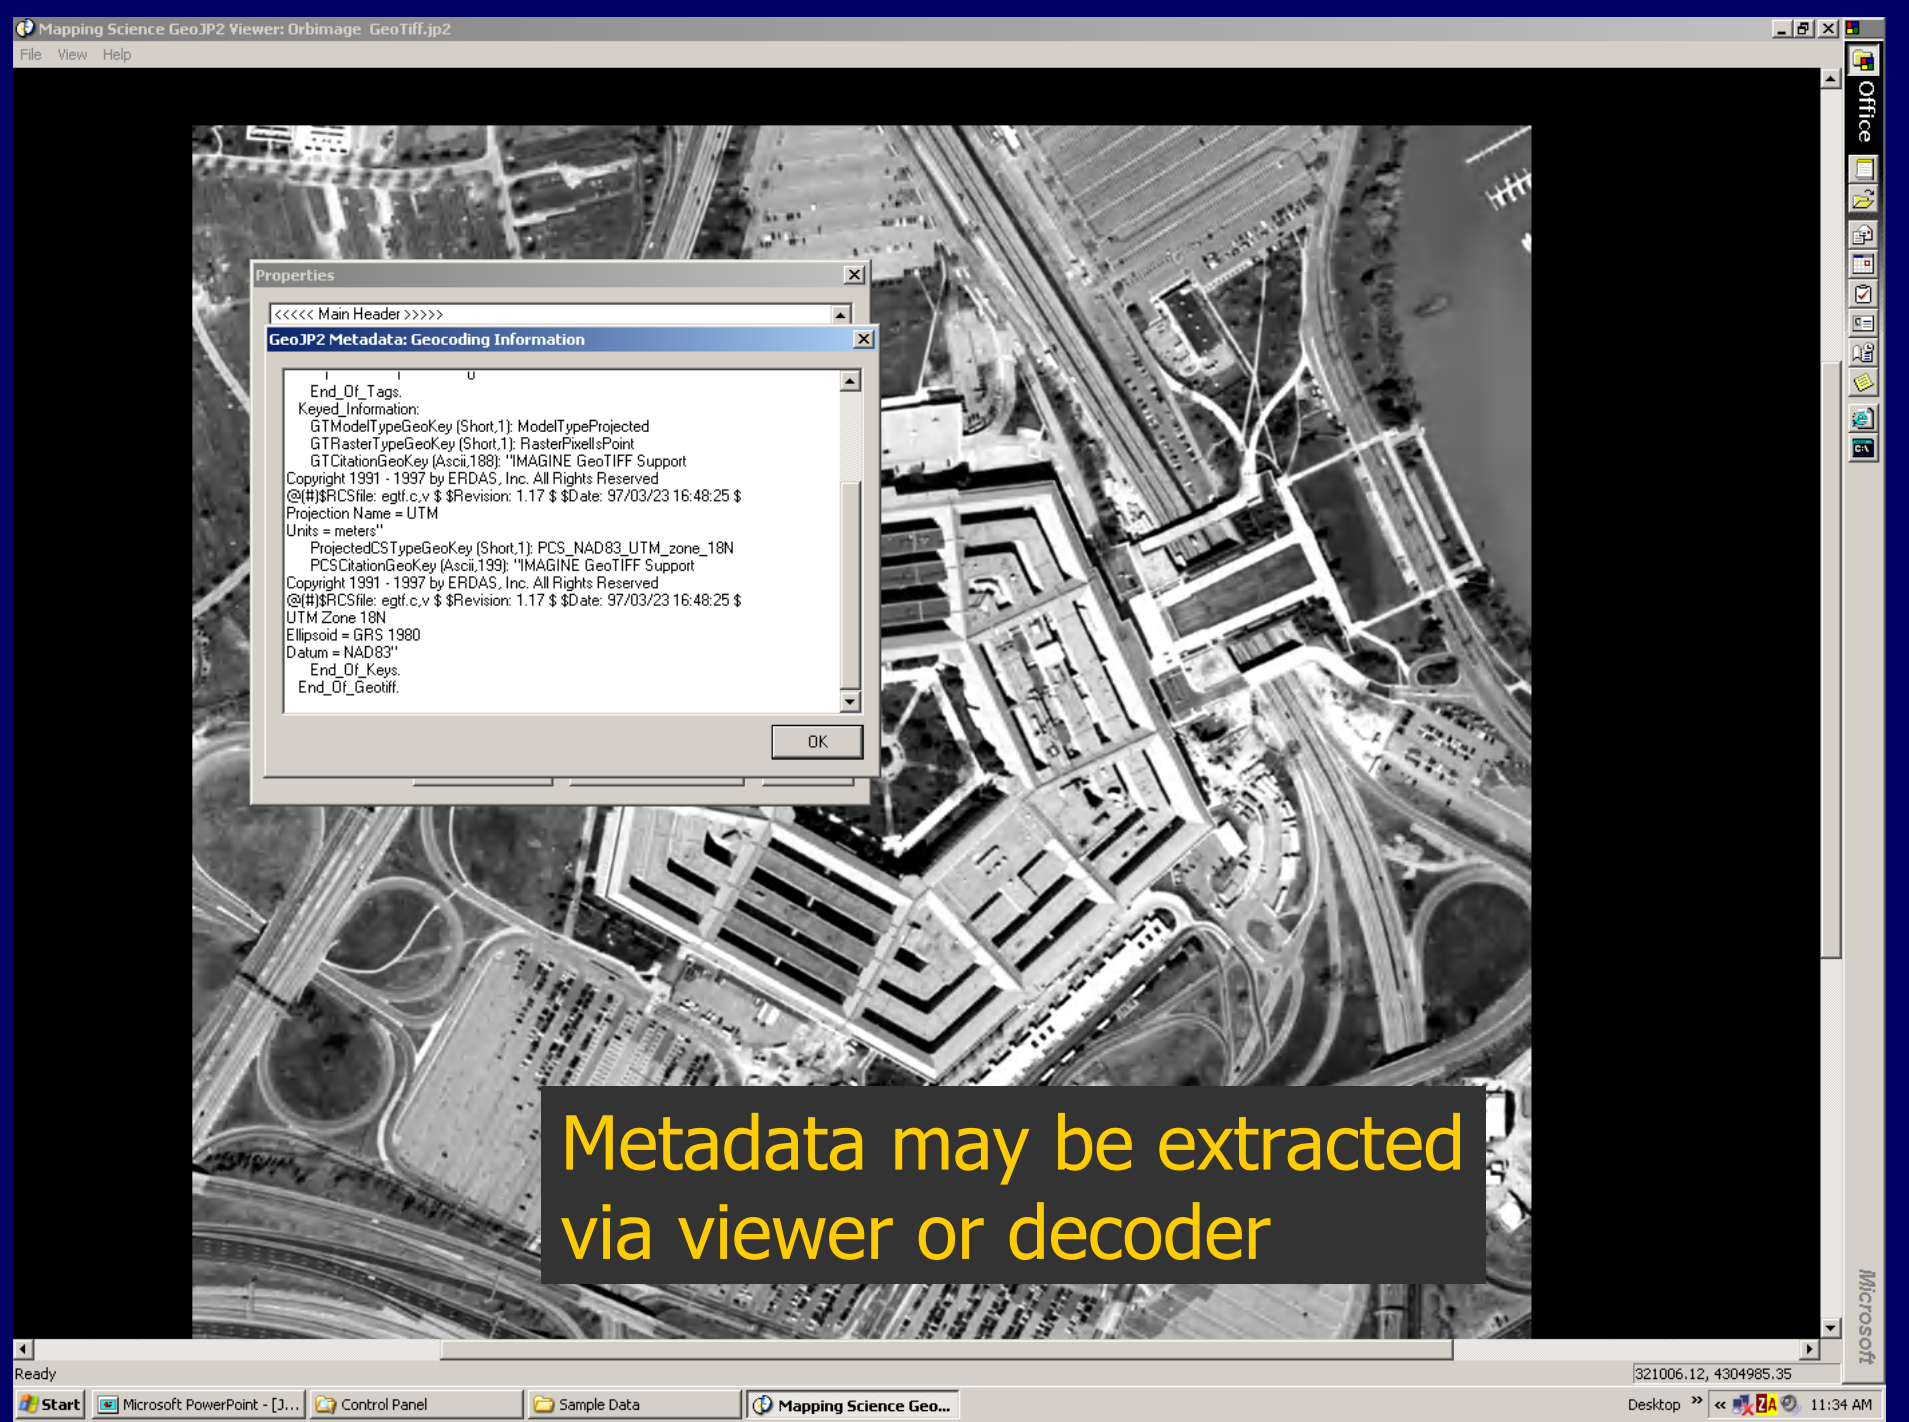 Mapping Science GeoJP2 Viewer: Orbimage GeoTiff.jp2
File View Help
Office
Properties
<<<<< Main Header >>>>>
GeoJP2 Metadata: Geocoding Information
End_Of_Tags.
Keyed_Information:
GTModelTypeGeoKey (Short,1): ModelTypeProjected
GTRasterTypeGeoKey (Short,1): RasterPixelIsPoint
GTCitationGeoKey (Ascii,188): "IMAGINE GeoTIFF Support
Copyright 1991 - 1997 by ERDAS, Inc. All Rights Reserved
@(#)$RCSfile: egtf.c,v $ $Revision: 1.17 $ $Date: 97/03/23 16:48:25 $
Projection Name = UTM
Units = meters"
ProjectedCSTypeGeoKey (Short,1): PCS_NAD83_UTM_zone_18N
PCSCitationGeoKey (Ascii,199): "IMAGINE GeoTIFF Support
Copyright 1991 - 1997 by ERDAS, Inc. All Rights Reserved
@(#)$RCSfile: egtf.c,v $ $Revision: 1.17 $ $Date: 97/03/23 16:48:25 $
UTM Zone 18N
Ellipsoid = GRS 1980
Datum = NAD83"
End_Of_Keys.
End_Of_Geotiff.
OK
Metadata may be extracted
via viewer or decoder
Microsoft
Ready
321006.12, 4304985.35
Start
Microsoft PowerPoint - [J...
Control Panel
Sample Data
Mapping Science Geo...
Desktop »
«
ZA
11:34 AM